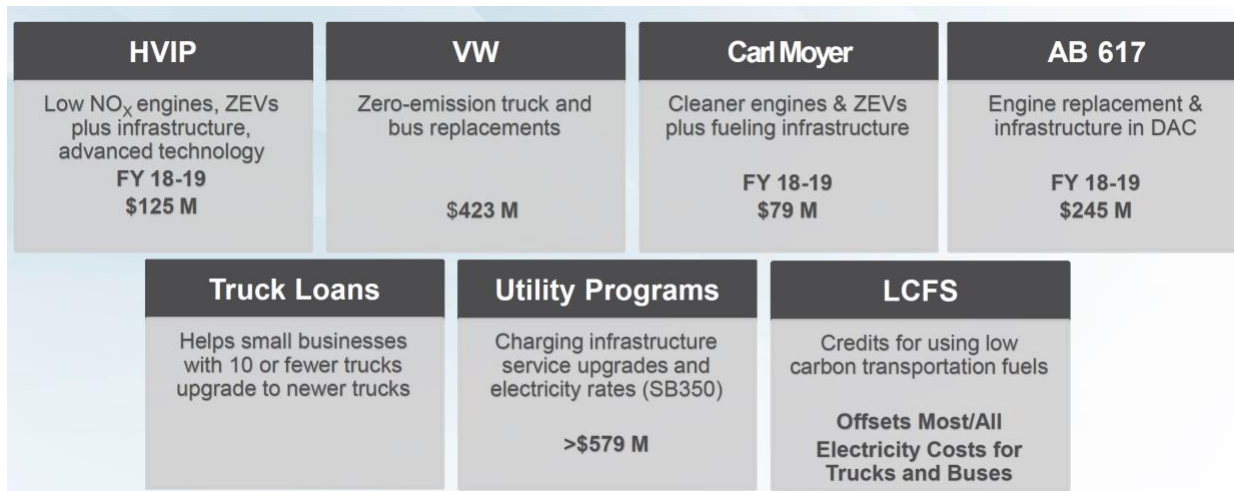 HVIP
Low NOX engines, ZEVs
plus infrastructure,
advanced technology
FY 18-19
$125 M
VW
Zero-emission truck and
bus replacements
$423 M
Carl Moyer
Cleaner engines & ZEVs
plus fueling infrastructure
FY 18-19
$79 M
AB 617
Engine replacement &
infrastructure in DAC
FY 18-19
$245 M
Truck Loans
Helps small businesses
with 10 or fewer trucks
upgrade to newer trucks
Utility Programs
Charging infrastructure
service upgrades and
electricity rates (SB350)
>$579 M
LCFS
Credits for using low
carbon transportation fuels
Offsets Most/All
Electricity Costs for
Trucks and Buses